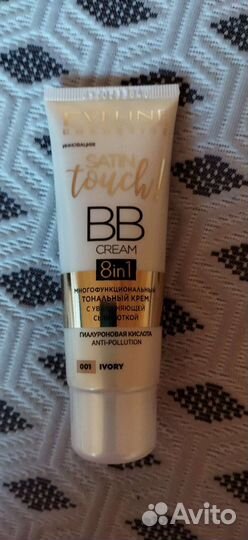 EVELINE
COSMETICS
ИННОВАЦИЯ
SATIN
touch!
BB
CREAM
8in1
МНОГОФУНКЦИОНАЛЬНЫЙ
ТОНАЛЬНЫЙ КРЕМ
С УВЛАЖНЯЮЩЕЙ
СЫВОРОТКОЙ
ГИАЛУРОНОВАЯ КИСЛОТА
ANTI-POLLUTION
001 IVORY
Avito